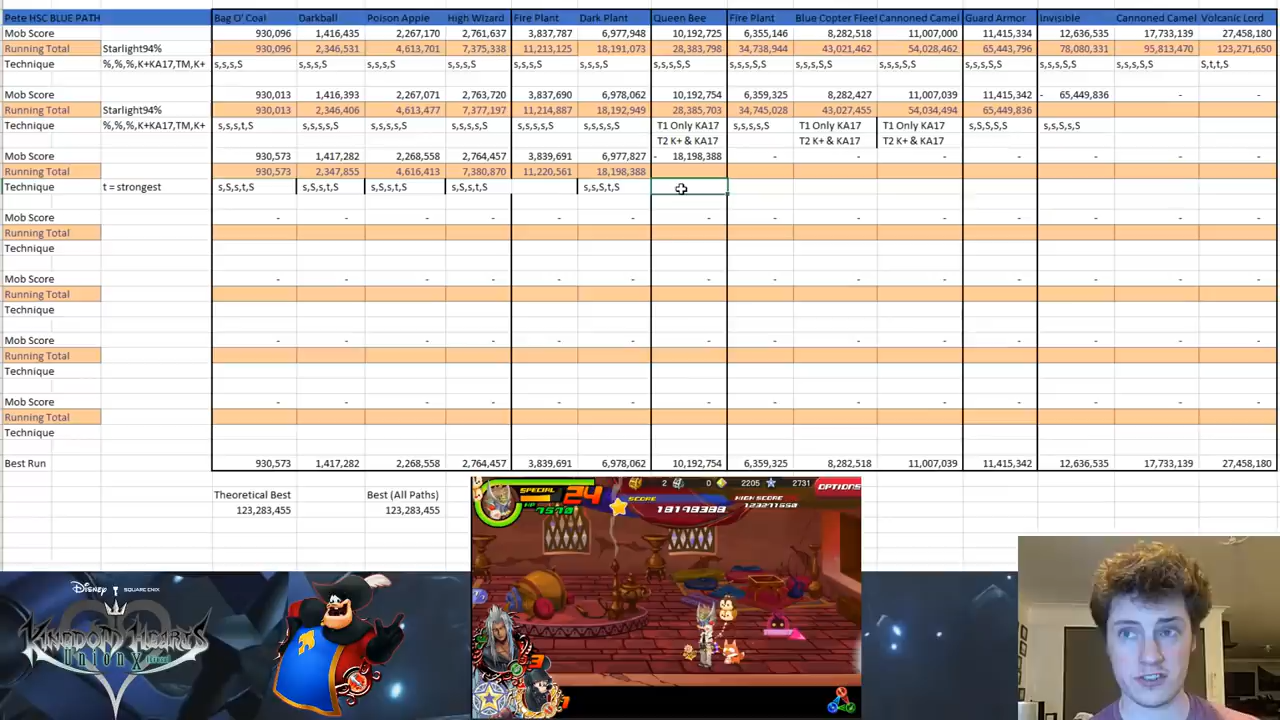 Pete HSC BLUE PATH Bag O' Coal Darkball Poison Apple High Wizard Fire Plant Dark Plant Queen Bee Fire Plant Blue Copter Fleet Cannoned Camel Guard Armor Invisible Cannoned Camel Volcanic Lord
Mob Score 930,096 1,416,435 2,267,170 2,761,637 3,837,787 6,977,948 10,192,725 6,355,146 8,282,518 11,007,000 11,415,334 12,636,535 17,733,139 27,458,180
Running Total Starlight94% 930,096 2,346,531 4,613,701 7,375,338 11,213,125 18,191,073 28,383,798 34,738,944 43,021,462 54,028,462 65,443,796 78,080,331 95,813,470 123,271,650
Technique %,%,%,K+KA17,TM,K+ s,s,s,S s,s,s,S s,s,s,S s,s,s,S s,s,s,S s,s,s,S s,s,s,S,S s,s,s,S s,s,s,S,S s,s,s,S,S s,s,s,S,S s,s,s,S,S s,s,s,S,S S,t,t,S
Mob Score 930,013 1,416,393 2,267,071 2,763,720 3,837,690 6,978,062 10,192,754 6,359,325 8,282,427 11,007,039 11,415,342 - 65,449,836 - -
Running Total Starlight94% 930,013 2,346,406 4,613,477 7,377,197 11,214,887 18,192,949 28,385,703 34,745,028 43,027,455 54,034,494 65,449,836
Technique %,%,%,K+KA17,TM,K+ s,s,s,t,S s,s,s,S s,s,s,S s,s,s,S s,s,s,S s,s,s,S T1 Only KA17 s,s,s,S T1 Only KA17 T1 Only KA17 s,S,S,S s,s,S,S
T2 K+ & KA17 T2 K+ & KA17 T2 K+ & KA17
Mob Score 930,573 1,417,282 2,268,558 2,764,457 3,839,691 6,977,827 - 18,198,388 - - - - - - -
Running Total 930,573 2,347,855 4,616,413 7,380,870 11,220,561 18,198,388
Technique t = strongest s,S,s,t,S s,S,s,t,S s,S,s,t,S s,S,s,t,S s,s,S,t,S
Mob Score - - - - - - - - - - - - - -
Running Total
Technique
Mob Score - - - - - - - - - - - - - -
Running Total
Technique
Mob Score - - - - - - - - - - - - - -
Running Total
Technique
Mob Score - - - - - - - - - - - - - -
Running Total
Technique
Best Run 930,573 1,417,282 2,268,558 2,764,457 3,839,691 6,978,062 10,192,754 6,359,325 8,282,518 11,007,039 11,415,342 12,636,535 17,733,139 27,458,180
Theoretical Best Best (All Paths)
123,283,455 123,283,455
SPECIAL 24 2 0 2205 2731 OPTIONS
HP 7570 SCORE 18198388 HIGH SCORE 123271650
3
1
Disney SQUARE ENIX
KINGDOM HEARTS
Union X